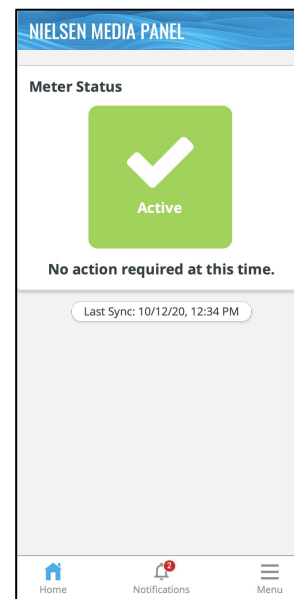 NIELSEN MEDIA PANEL
Meter Status
Active
No action required at this time.
Last Sync: 10/12/20, 12:34 PM
2
Home Notifications Menu